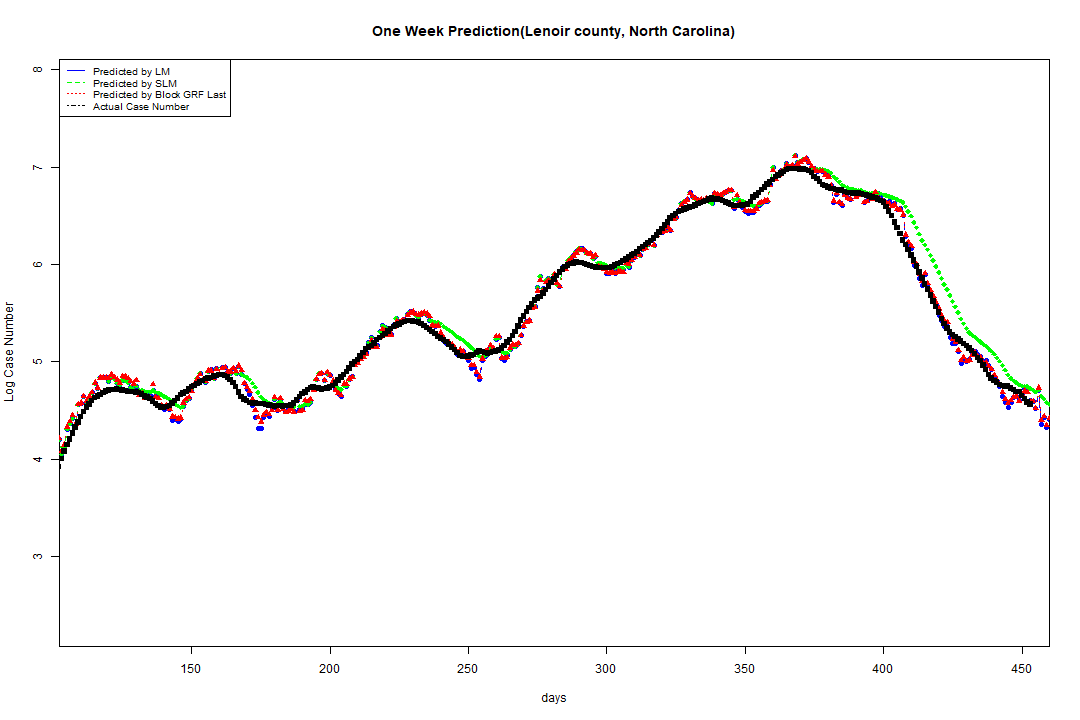 One Week Prediction(Lenoir county, North Carolina)
Predicted by LM
Predicted by SLM
Predicted by Block GRF Last
Actual Case Number
Log Case Number
8
7
6
5
4
3
150 200 250 300 350 400 450
days